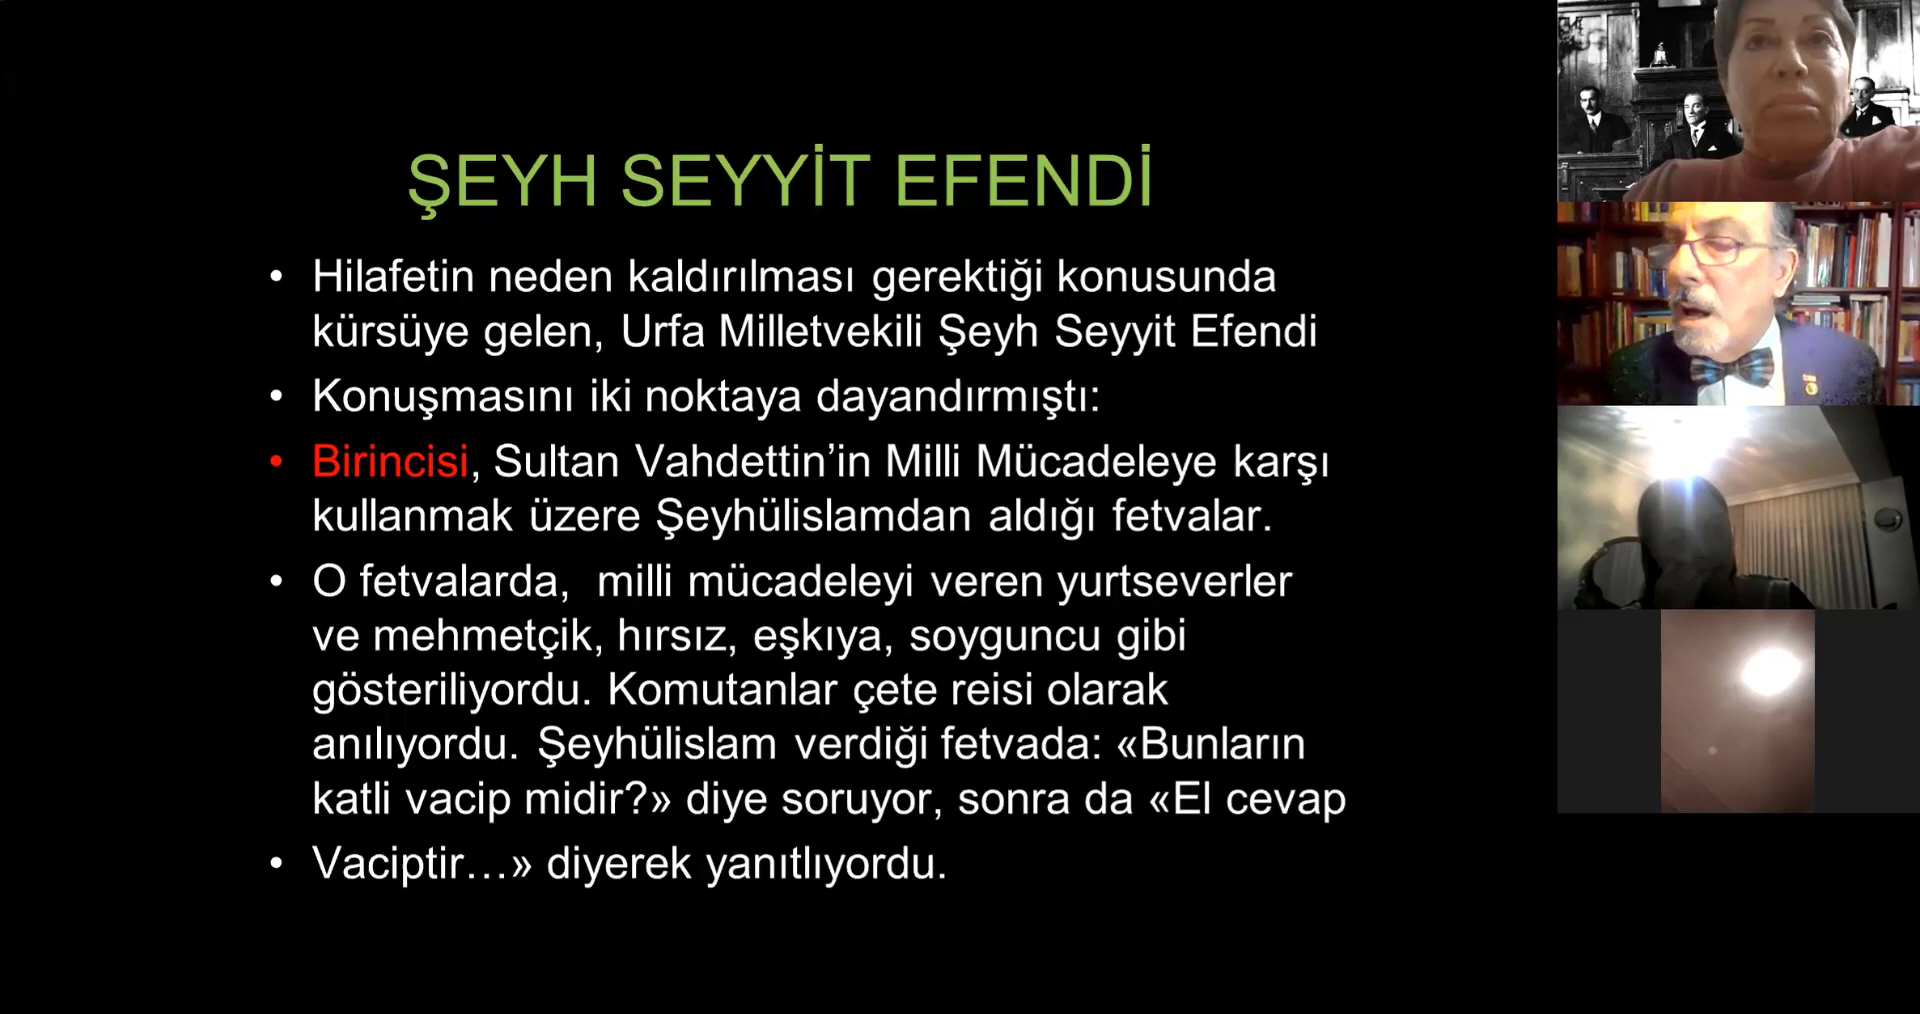 ŞEYH SEYYİT EFENDİ
• Hilafetin neden kaldırılması gerektiği konusunda
kürsüye gelen, Urfa Milletvekili Şeyh Seyyit Efendi
• Konuşmasını iki noktaya dayandırmıştı:
• Birincisi, Sultan Vahdettin’in Milli Mücadeleye karşı
kullanmak üzere Şeyhülislamdan aldığı fetvalar.
• O fetvalarda,  milli mücadeleyi veren yurtseverler
ve mehmetçik, hırsız, eşkıya, soyguncu gibi
gösteriliyordu. Komutanlar çete reisi olarak
anılıyordu. Şeyhülislam verdiği fetvada: «Bunların
katli vacip midir?» diye soruyor, sonra da «El cevap
• Vaciptir…» diyerek yanıtlıyordu.